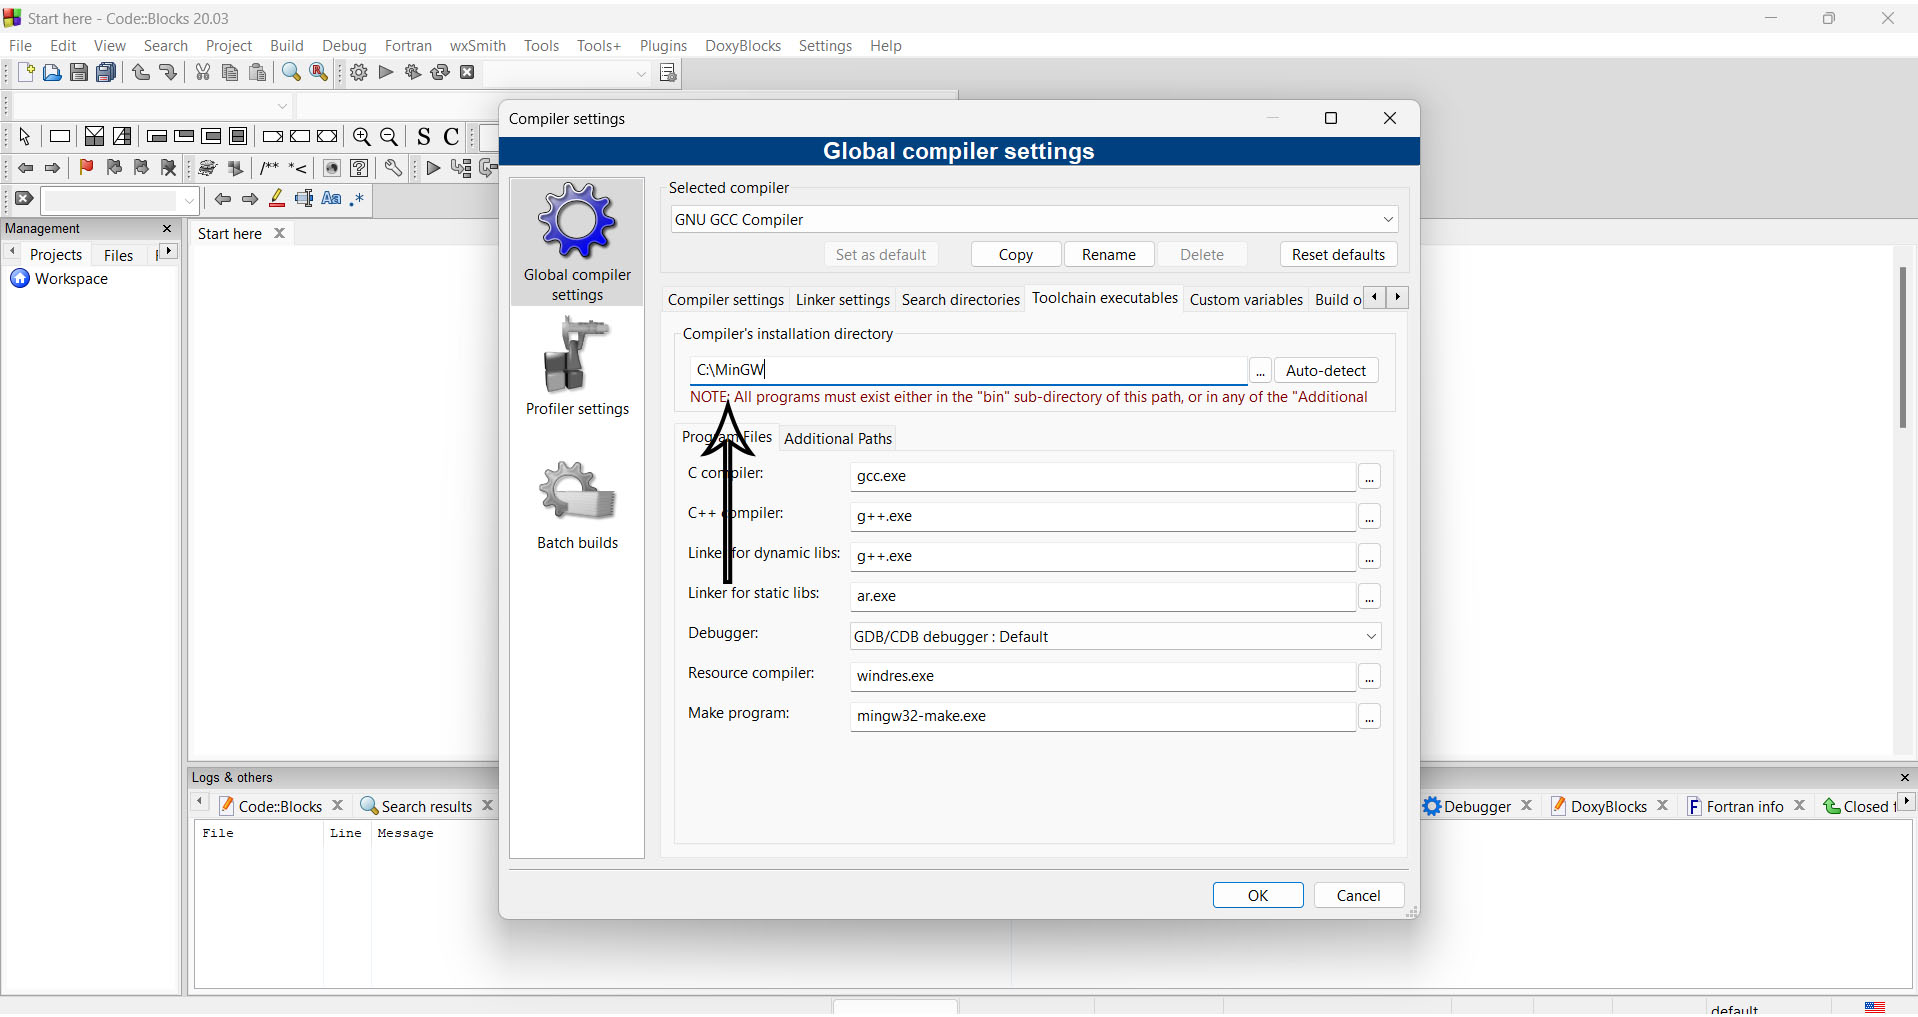 Start here - Code::Blocks 20.03
File Edit View Search Project Build Debug Fortran wxSmith Tools Tools+ Plugins DoxyBlocks Settings Help
S C
/** *<
Aa .*
Management
Projects Files
Workspace
Start here
Compiler settings
Global compiler settings
Global compiler
settings
Profiler settings
Batch builds
Selected compiler
GNU GCC Compiler
Set as default Copy Rename Delete Reset defaults
Compiler settings Linker settings Search directories Toolchain executables Custom variables Build o
Compiler's installation directory
C:\MinGW
... Auto-detect
NOTE: All programs must exist either in the "bin" sub-directory of this path, or in any of the "Additional
Program Files Additional Paths
C compiler: gcc.exe ...
C++ compiler: g++.exe ...
Linker for dynamic libs: g++.exe ...
Linker for static libs: ar.exe ...
Debugger: GDB/CDB debugger : Default
Resource compiler: windres.exe ...
Make program: mingw32-make.exe ...
OK Cancel
Logs & others
Code::Blocks Search results Debugger DoxyBlocks Fortran info Closed f
File Line Message
default